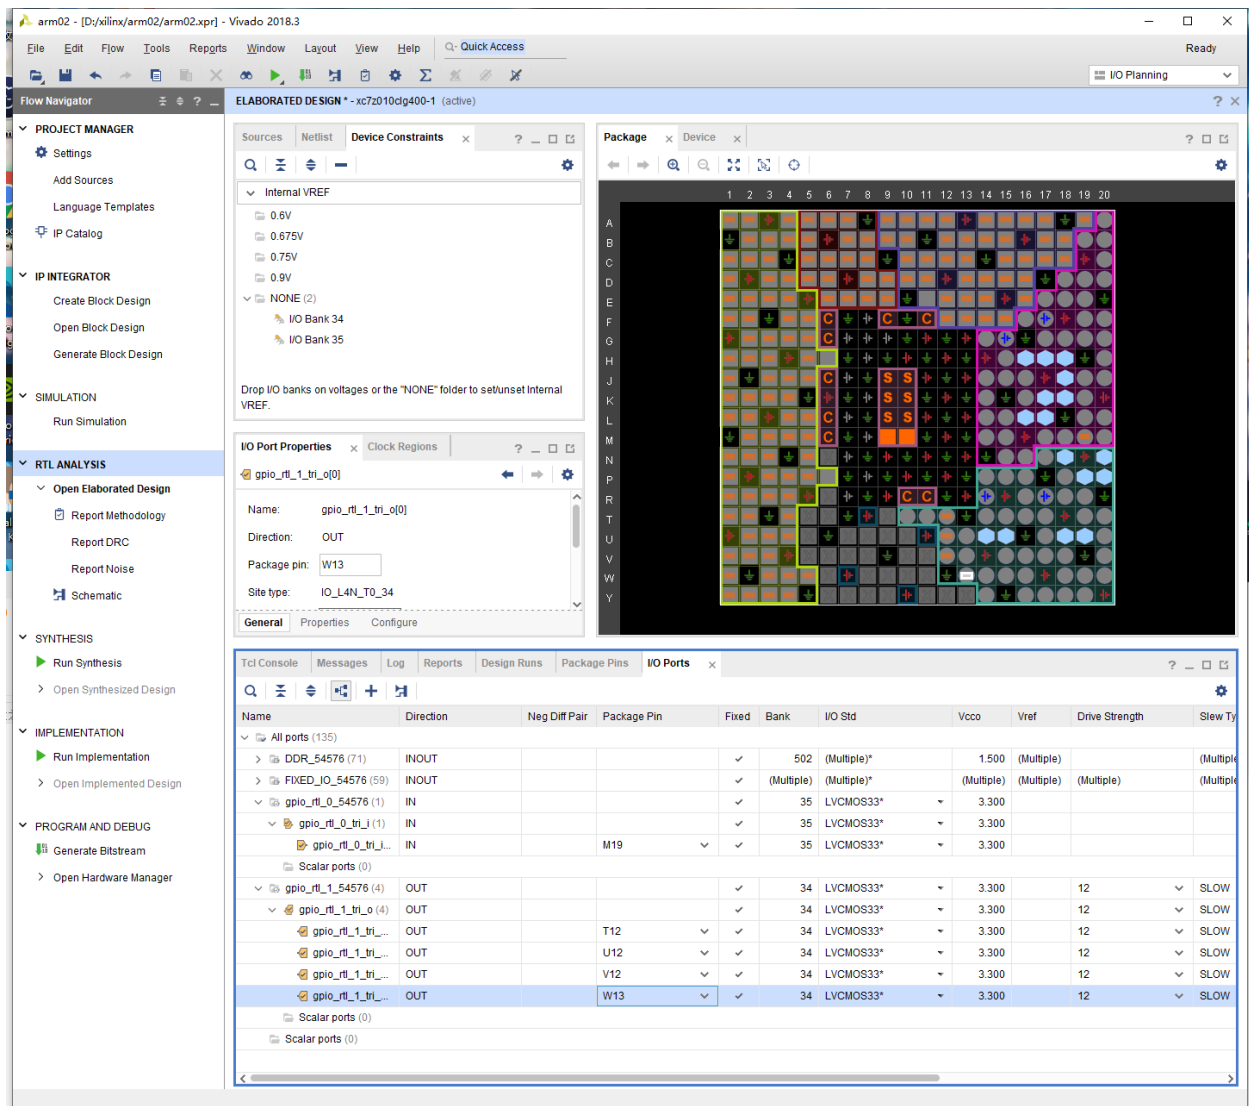 arm02 - [D:/xilinx/arm02/arm02.xpr] - Vivado 2018.3
File Edit Flow Tools Reports Window Layout View Help Quick Access Ready
I/O Planning
Flow Navigator
PROJECT MANAGER
Settings
Add Sources
Language Templates
IP Catalog
IP INTEGRATOR
Create Block Design
Open Block Design
Generate Block Design
SIMULATION
Run Simulation
RTL ANALYSIS
Open Elaborated Design
Report Methodology
Report DRC
Report Noise
Schematic
SYNTHESIS
Run Synthesis
Open Synthesized Design
IMPLEMENTATION
Run Implementation
Open Implemented Design
PROGRAM AND DEBUG
Generate Bitstream
Open Hardware Manager
ELABORATED DESIGN * - xc7z010clg400-1 (active)
Sources Netlist Device Constraints
Internal VREF
0.6V
0.675V
0.75V
0.9V
NONE (2)
I/O Bank 34
I/O Bank 35
Drop I/O banks on voltages or the "NONE" folder to set/unset Internal
VREF.
I/O Port Properties Clock Regions
gpio_rtl_1_tri_o[0]
Name: gpio_rtl_1_tri_o[0]
Direction: OUT
Package pin: W13
Site type: IO_L4N_T0_34
General Properties Configure
Package Device
1 2 3 4 5 6 7 8 9 10 11 12 13 14 15 16 17 18 19 20
A
B
C
D
E
F C C C
G C
H
J C S S
K C S S
L C S S
M C
N
P
R C C
T
U
V
W
Y
Tcl Console Messages Log Reports Design Runs Package Pins I/O Ports
Name Direction Neg Diff Pair Package Pin Fixed Bank I/O Std Vcco Vref Drive Strength Slew Ty
All ports (135)
DDR_54576 (71) INOUT 502 (Multiple)* 1.500 (Multiple) (Multiple
FIXED_IO_54576 (59) INOUT (Multiple) (Multiple)* (Multiple) (Multiple) (Multiple) (Multiple
gpio_rtl_0_54576 (1) IN 35 LVCMOS33* 3.300
gpio_rtl_0_tri_i (1) IN 35 LVCMOS33* 3.300
gpio_rtl_0_tri_i... IN M19 35 LVCMOS33* 3.300
Scalar ports (0)
gpio_rtl_1_54576 (4) OUT 34 LVCMOS33* 3.300 12 SLOW
gpio_rtl_1_tri_o (4) OUT 34 LVCMOS33* 3.300 12 SLOW
gpio_rtl_1_tri_... OUT T12 34 LVCMOS33* 3.300 12 SLOW
gpio_rtl_1_tri_... OUT U12 34 LVCMOS33* 3.300 12 SLOW
gpio_rtl_1_tri_... OUT V12 34 LVCMOS33* 3.300 12 SLOW
gpio_rtl_1_tri_... OUT W13 34 LVCMOS33* 3.300 12 SLOW
Scalar ports (0)
Scalar ports (0)